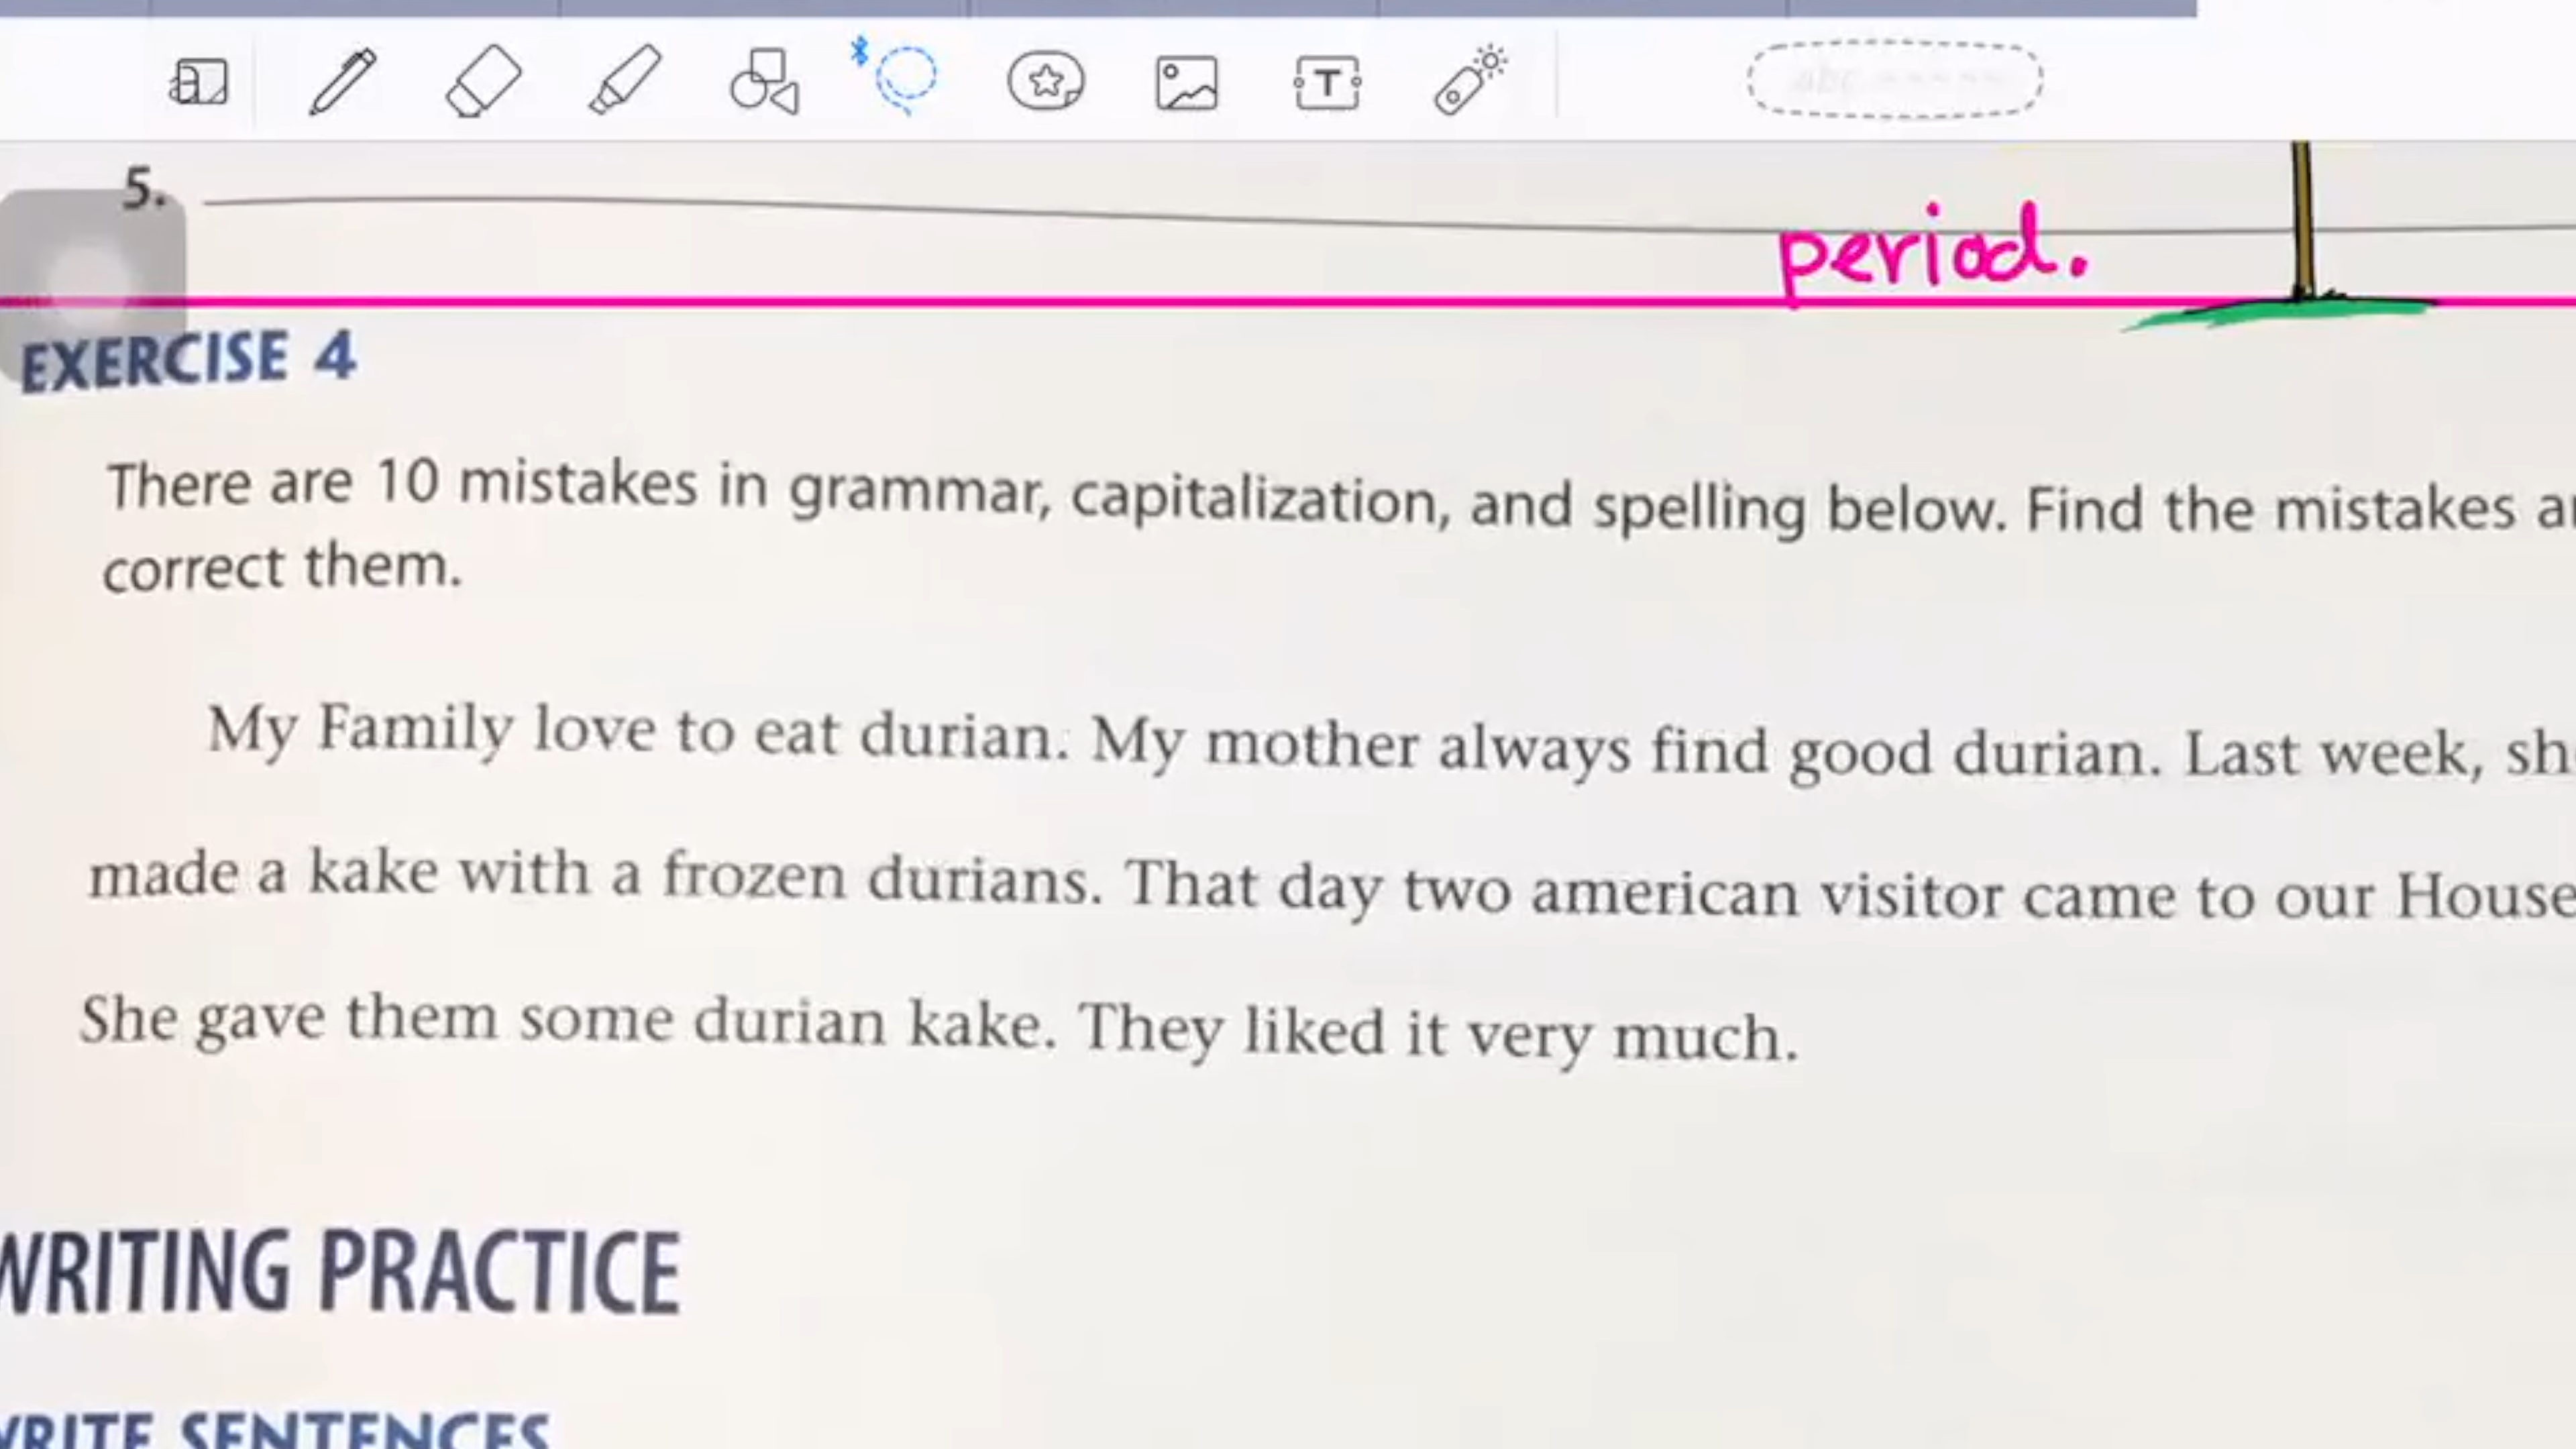 5.
period.
EXERCISE 4
There are 10 mistakes in grammar, capitalization, and spelling below. Find the mistakes
correct them.
My Family love to eat durian. My mother always find good durian. Last week,
made a kake with a frozen durians. That day two american visitor came to our House
She gave them some durian kake. They liked it very much.
WRITING PRACTICE
WRITE SENTENCES